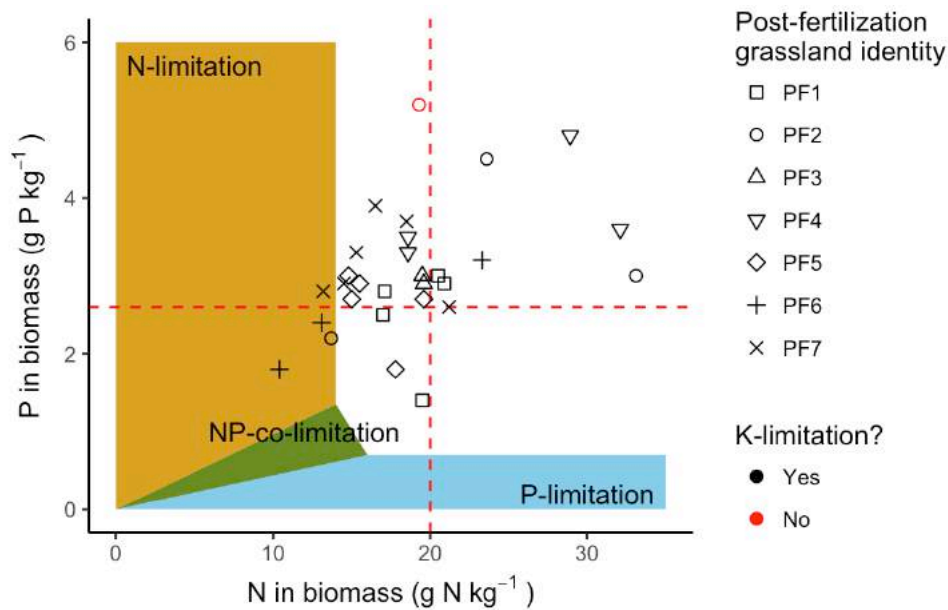 N-limitation
NP-co-limitation
P-limitation
6
4
2
0
P in biomass (g P kg⁻¹)
0
10
20
30
N in biomass (g N kg⁻¹)
Post-fertilization
grassland identity
PF1
PF2
PF3
PF4
PF5
PF6
PF7
K-limitation?
Yes
No